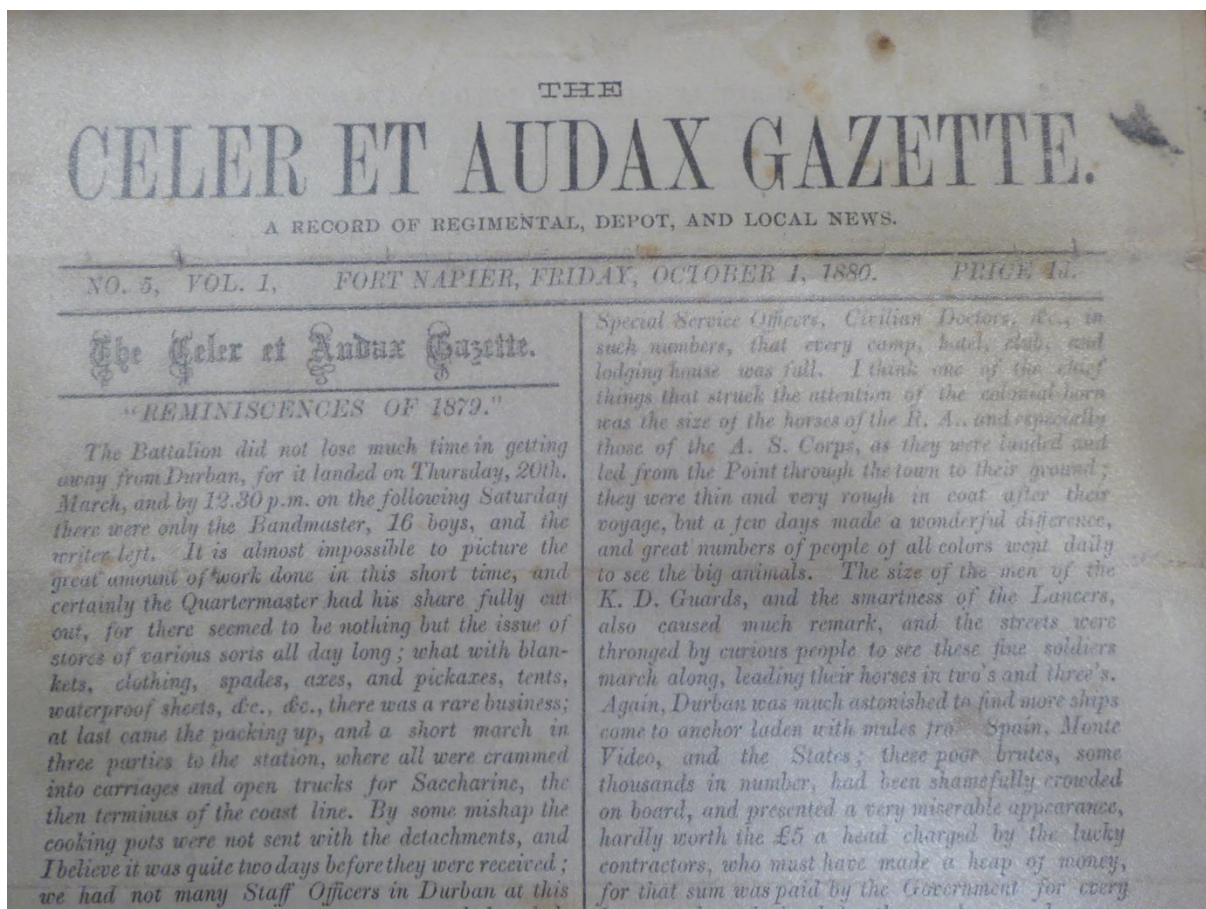 THE
CELER ET AUDAX GAZETTE.
A RECORD OF REGIMENTAL, DEPOT, AND LOCAL NEWS.
NO. 5, VOL. 1, FORT NAPIER, FRIDAY, OCTOBER 1, 1880. PRICE 1d.
The Celer et Audax Gazette.
"REMINISCENCES OF 1879."
The Battalion did not lose much time in getting
away from Durban, for it landed on Thursday, 20th.
March, and by 12.30 p.m. on the following Saturday
there were only the Bandmaster, 16 boys, and the
writer left. It is almost impossible to picture the
great amount of work done in this short time, and
certainly the Quartermaster had his share fully cut
out, for there seemed to be nothing but the issue of
stores of various soris all day long; what with blan-
kets, clothing, spades, axes, and pickaxes, tents,
waterproof sheets, &c., &c., there was a rare business;
at last came the packing up, and a short march in
three parties to the station, where all were crammed
into carriages and open trucks for Saccharine, the
then terminus of the coast line. By some mishap the
cooking pots were not sent with the detachments, and
I believe it was quite two days before they were received;
we had not many Staff Officers in Durban at this
Special Service Officers, Civilian Doctors, &c., in
such numbers, that every camp, hotel, club, and
lodging house was full. I think one of the chief
things that struck the attention of the colonial born
was the size of the horses of the R. A., and especially
those of the A. S. Corps, as they were landed and
led from the Point through the town to their ground;
they were thin and very rough in coat after their
voyage, but a few days made a wonderful difference,
and great numbers of people of all colors went daily
to see the big animals. The size of the men of the
K. D. Guards, and the smartness of the Lancers,
also caused much remark, and the streets were
thronged by curious people to see these fine soldiers
march along, leading their horses in two's and three's.
Again, Durban was much astonished to find more ships
come to anchor laden with mules fro Spain, Monte
Video, and the States; these poor brutes, some
thousands in number, had been shamefully crowded
on board, and presented a very miserable appearance,
hardly worth the £5 a head charged by the lucky
contractors, who must have made a heap of money,
for that sum was paid by the Government for every